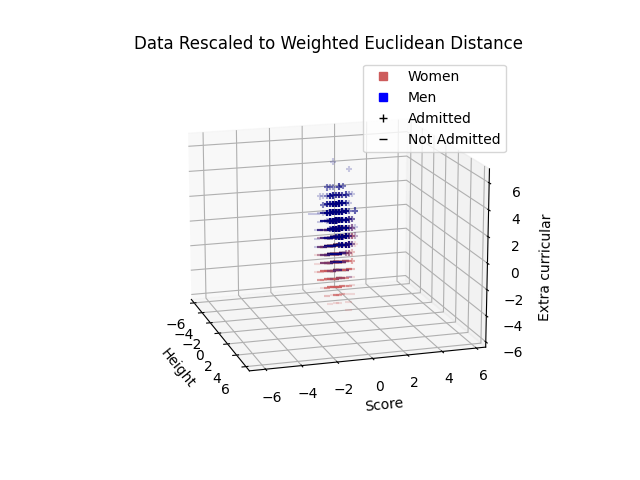 Data Rescaled to Weighted Euclidean Distance
Women
Men
Admitted
Not Admitted
6
4
2
0
−2
−4
−6
Extra curricular
−6
−4
−2
0
2
4
6
Height
−6
−4
−2
0
2
4
6
Score